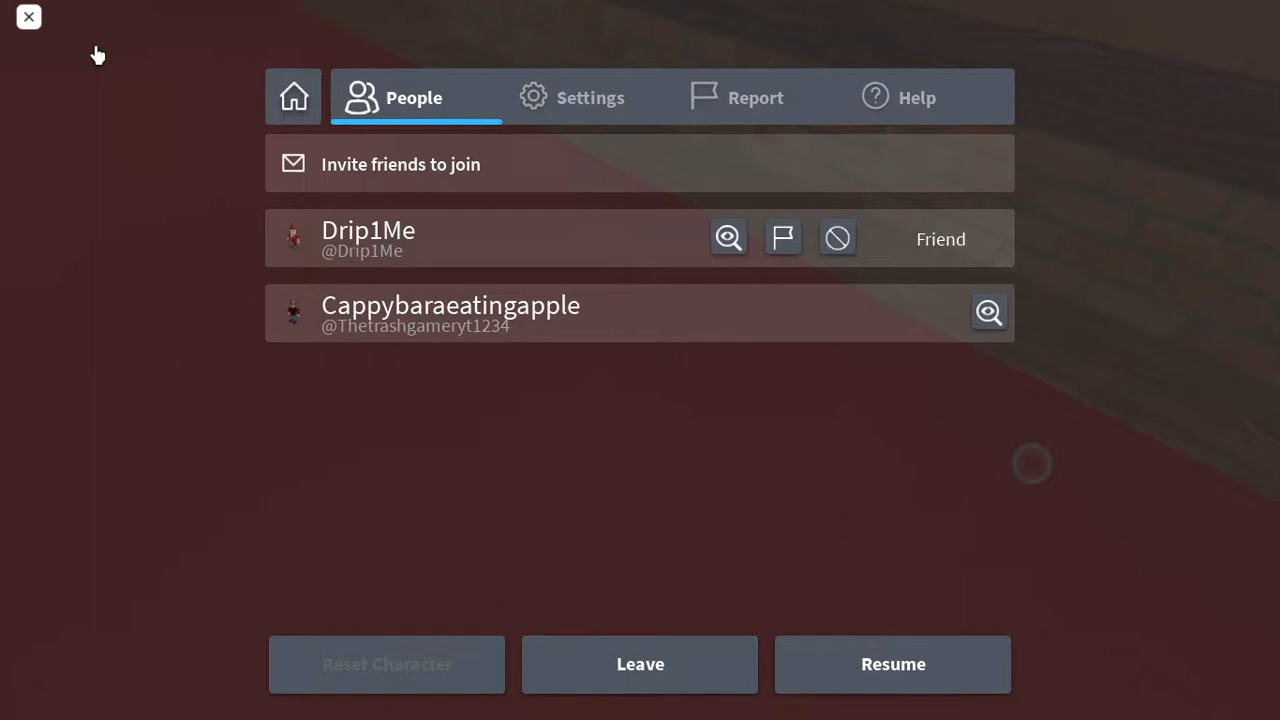 People
Settings
Report
Help
Invite friends to join
Drip1Me
@Drip1Me
Friend
Cappybaraeatingapple
@Thetrashgameryt1234
Reset Character
Leave
Resume